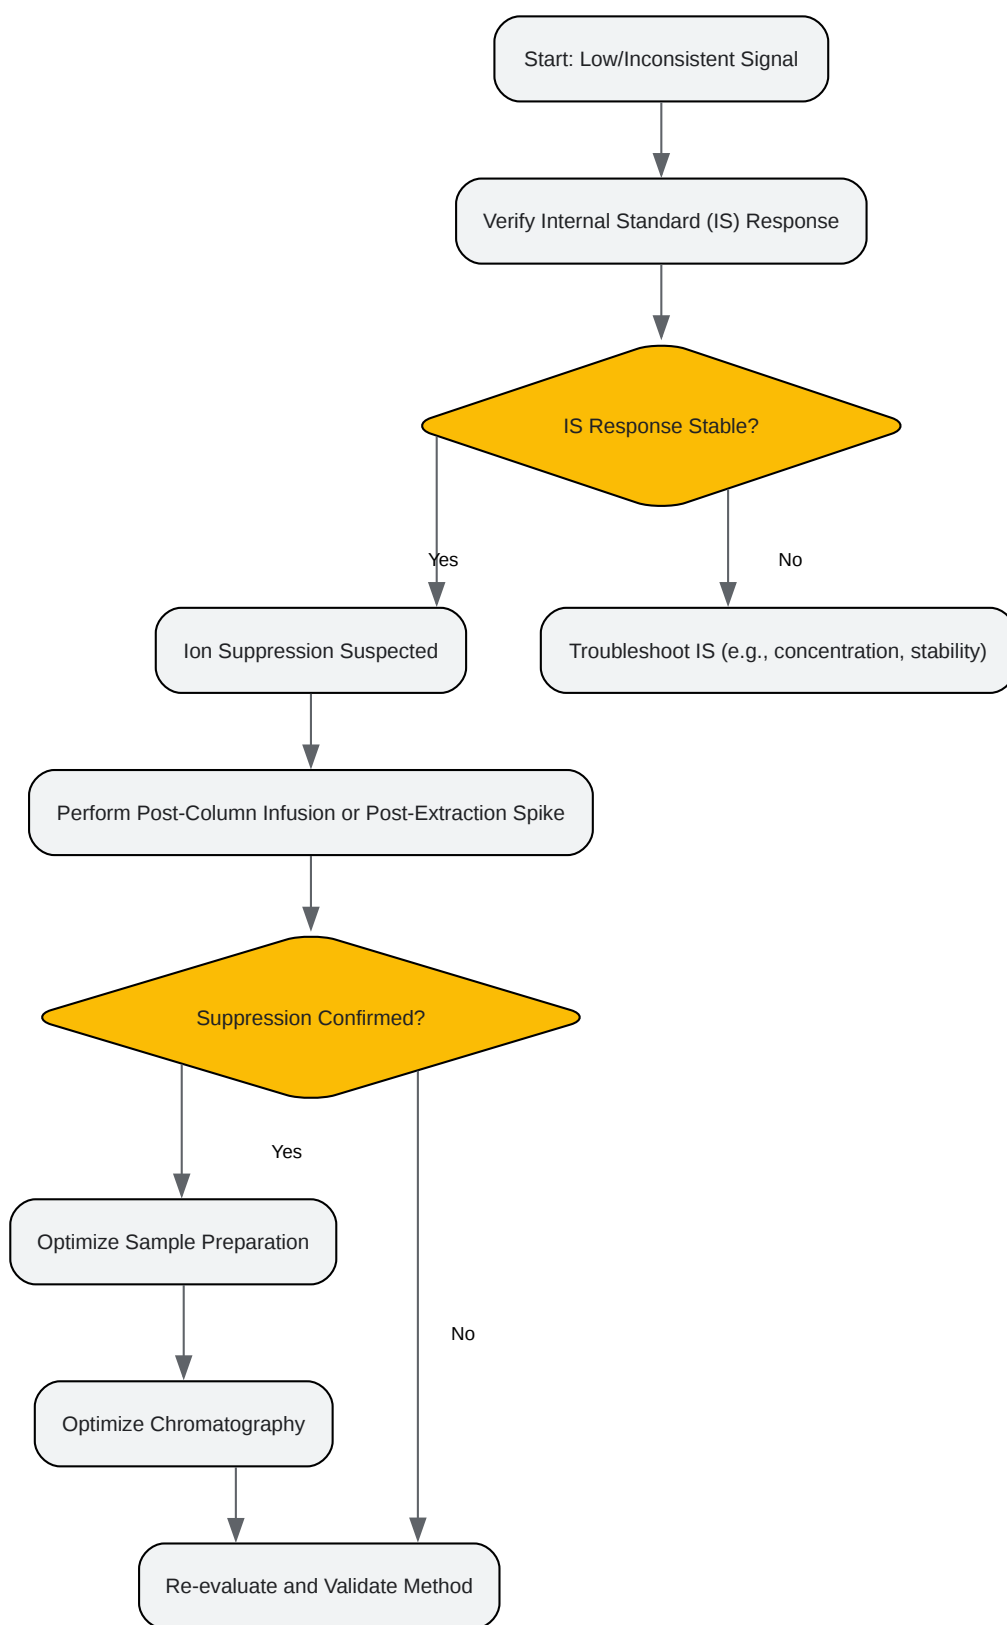 Start: Low/Inconsistent Signal
Verify Internal Standard (IS) Response
IS Response Stable?
Yes
No
Ion Suppression Suspected
Troubleshoot IS (e.g., concentration, stability)
Perform Post-Column Infusion or Post-Extraction Spike
Suppression Confirmed?
Yes
Optimize Sample Preparation
No
Optimize Chromatography
Re-evaluate and Validate Method